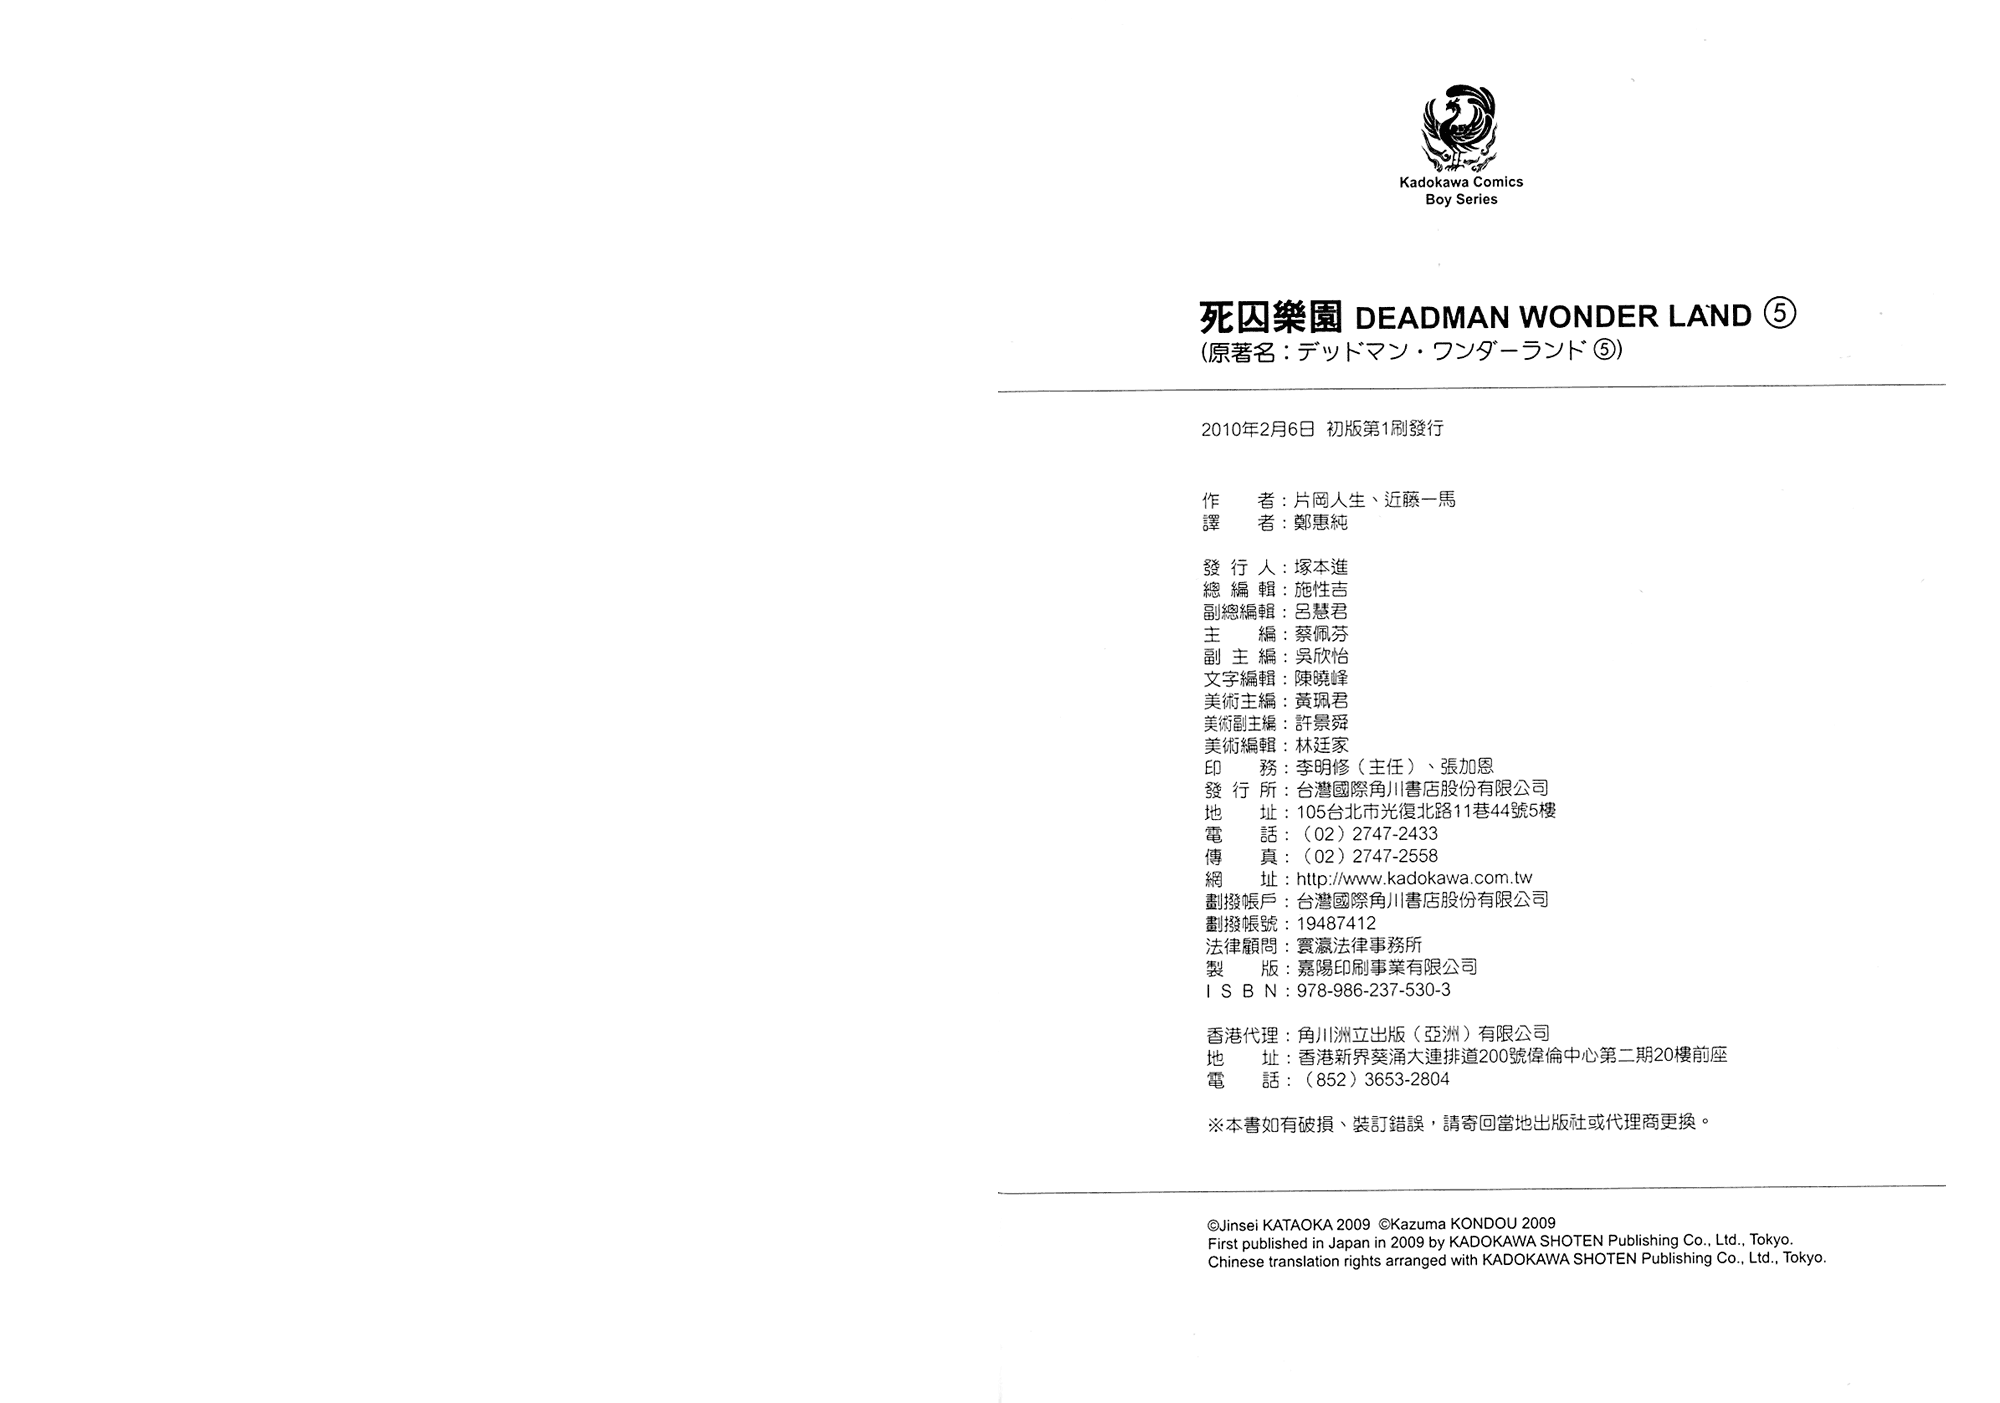 Kadokawa Comics
Boy Series
死囚樂園 DEADMAN WONDER LAND ⑤
(原著名：デッドマン・ワンダーランド ⑤)
2010年2月6日 初版第1刷發行
作　　者：片岡人生、近藤一馬
譯　　者：鄭惠純
發 行 人：塚本進
總 編 輯：施性吉
副總編輯：呂慧君
主　　編：蔡佩芬
副 主 編：吳欣怡
文字編輯：陳曉峰
美術主編：黃珮君
美術副主編：許景舜
美術編輯：林廷家
印　　務：李明修（主任）、張加恩
發 行 所：台灣國際角川書店股份有限公司
地　　址：105台北市光復北路11巷44號5樓
電　　話：（02）2747-2433
傳　　真：（02）2747-2558
網　　址：http://www.kadokawa.com.tw
劃撥帳戶：台灣國際角川書店股份有限公司
劃撥帳號：19487412
法律顧問：寰瀛法律事務所
製　　版：嘉陽印刷事業有限公司
I S B N：978-986-237-530-3
香港代理：角川洲立出版（亞洲）有限公司
地　　址：香港新界葵涌大連排道200號偉倫中心第二期20樓前座
電　　話：（852）3653-2804
※本書如有破損、裝訂錯誤，請寄回當地出版社或代理商更換。
©Jinsei KATAOKA 2009 ©Kazuma KONDOU 2009
First published in Japan in 2009 by KADOKAWA SHOTEN Publishing Co., Ltd., Tokyo.
Chinese translation rights arranged with KADOKAWA SHOTEN Publishing Co., Ltd., Tokyo.